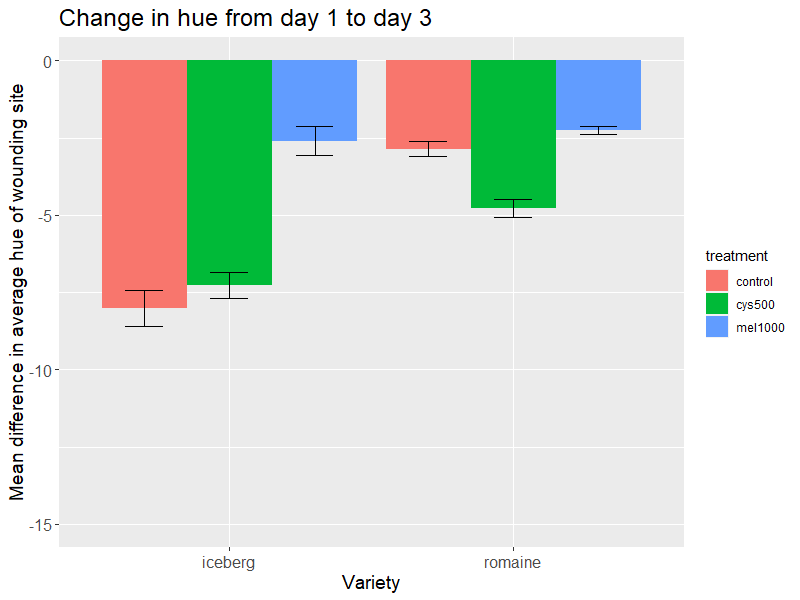 Change in hue from day 1 to day 3
Mean difference in average hue of wounding site
0
-5
-10
-15
iceberg
romaine
Variety
treatment
control
cys500
mel1000